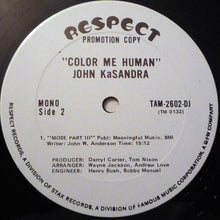 RESPECT
PROMOTION COPY
"COLOR ME HUMAN"
JOHN KaSANDRA
MONO
Side 2
TAM-2602-DJ
(TM 0132)
1. "MOSE PART III" Publ: Meaningful Music, BMI
Writer: John W. Anderson Time: 15:12
PRODUCER: Darryl Carter, Tom Nixon
ARRANGER: Wayne Jackson, Andrew Love
ENGINEER: Henry Bush, Bobby Manuel
RESPECT RECORDS, A DIVISION OF STAX RECORDS, A DIVISION OF FAMOUS MUSIC CORPORATION,